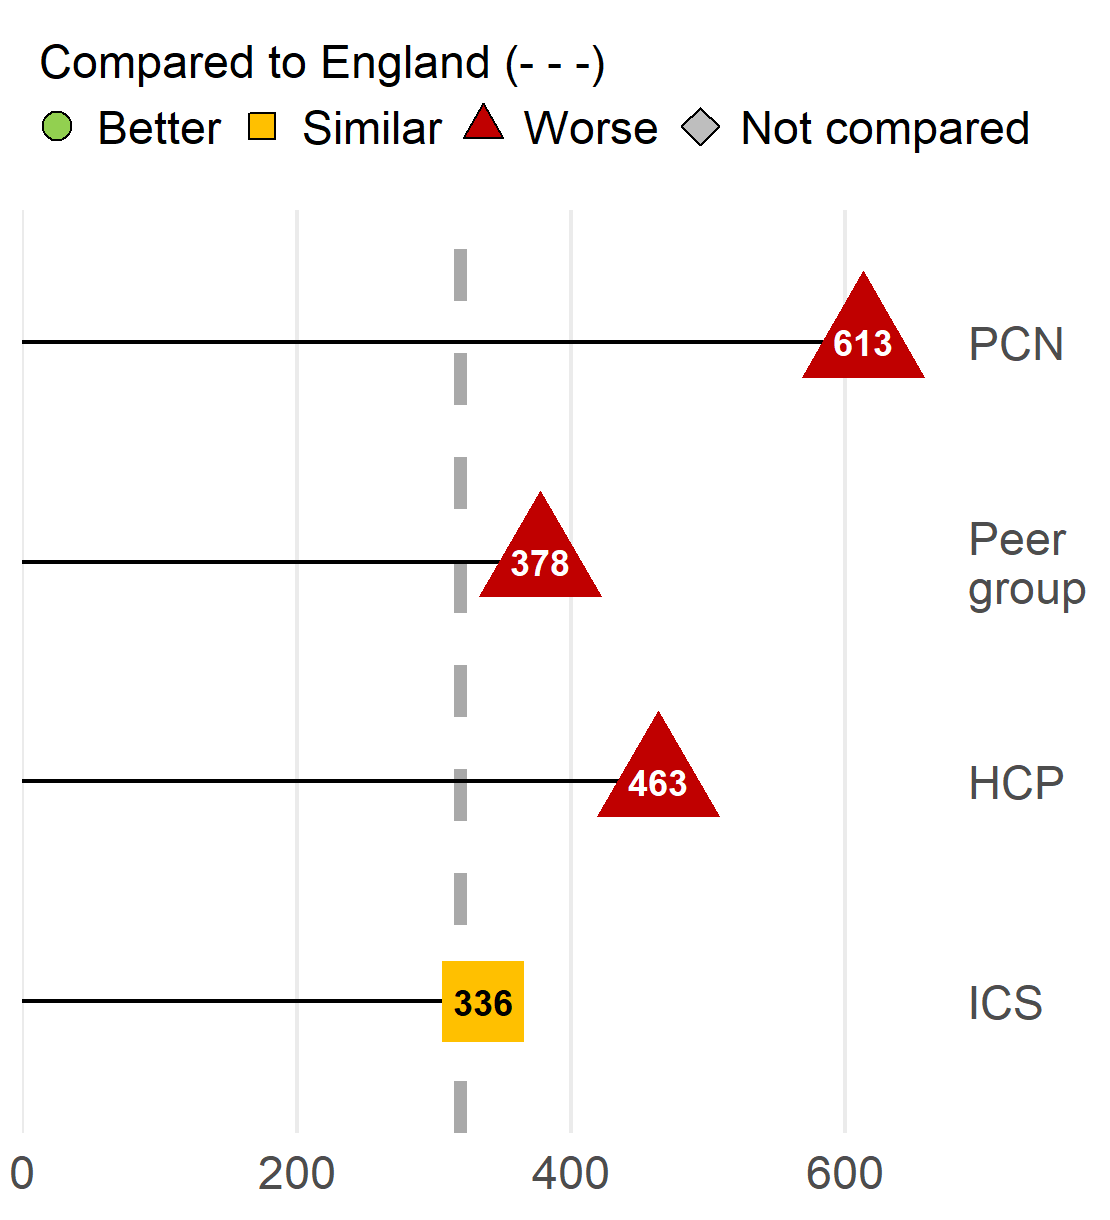 Compared to England (- - -)
Better Similar Worse Not compared
613 PCN
378 Peer
group
463 HCP
336 ICS
0 200 400 600